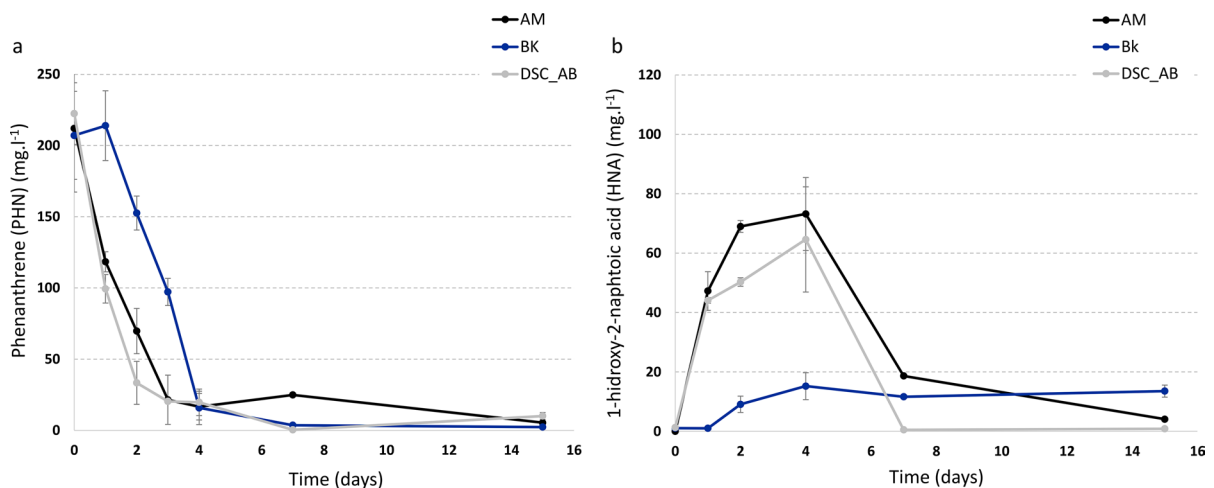 a
AM
BK
DSC_AB
Phenanthrene (PHN) (mg.l⁻¹)
250
200
150
100
50
0
0 2 4 6 8 10 12 14 16
Time (days)
b
AM
Bk
DSC_AB
1-hidroxy-2-naphtoic acid (HNA) (mg.l⁻¹)
120
100
80
60
40
20
0
0 2 4 6 8 10 12 14 16
Time (days)